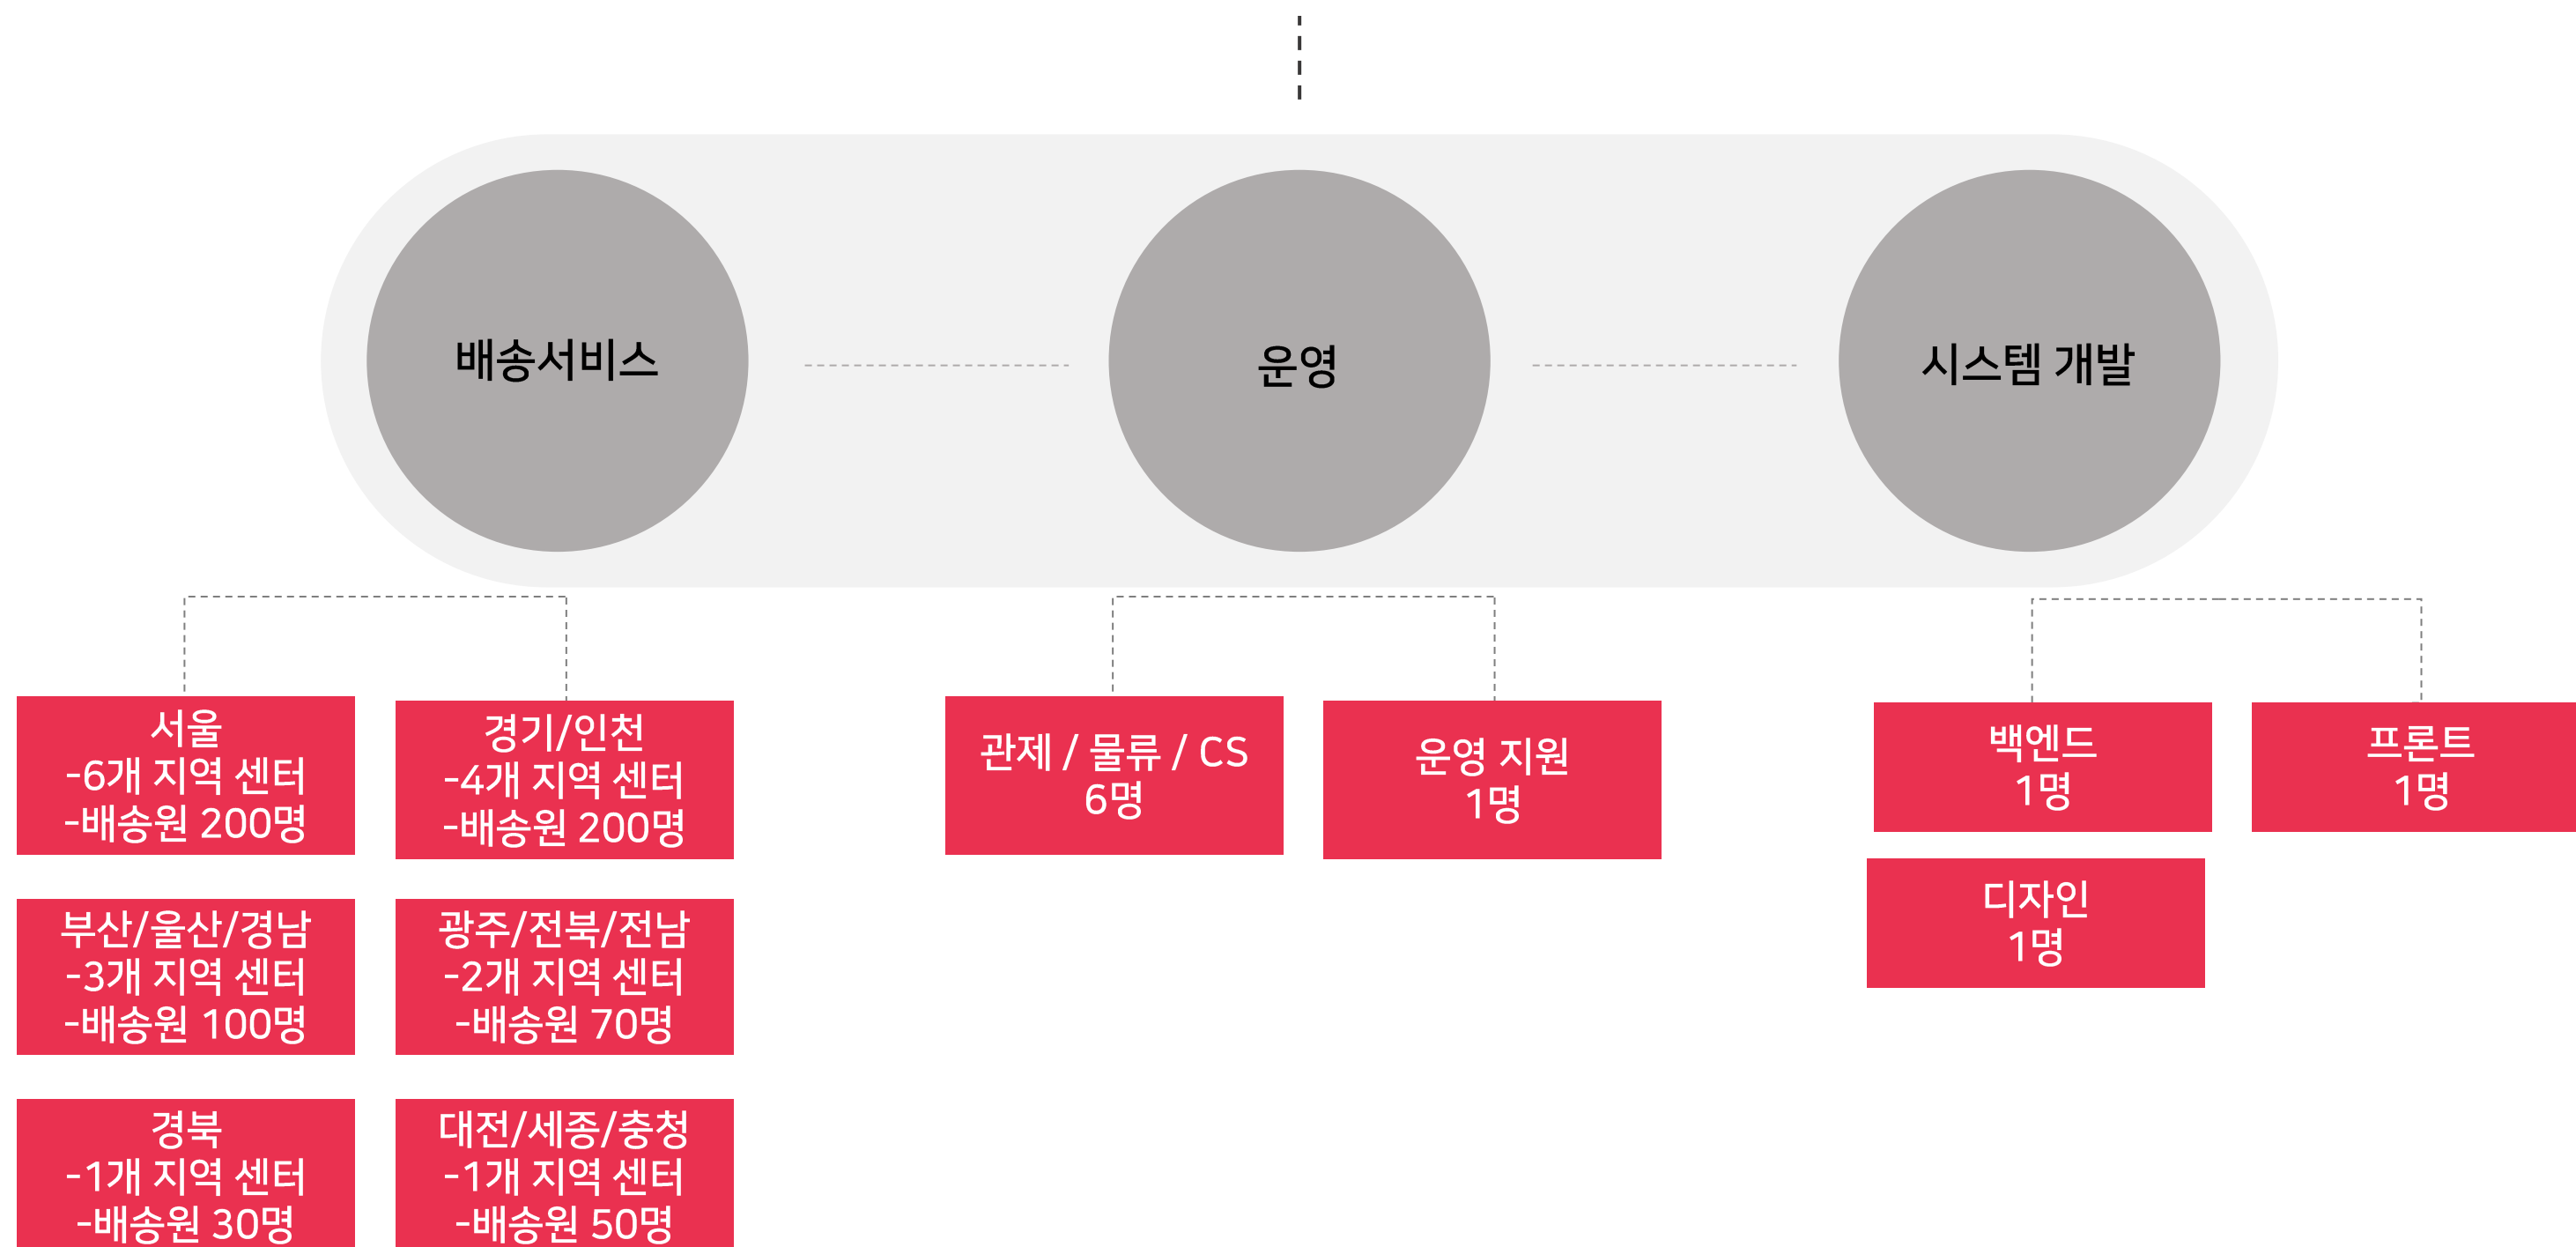 배송서비스
운영
시스템 개발
서울
-6개 지역 센터
-배송원 200명
경기/인천
-4개 지역 센터
-배송원 200명
부산/울산/경남
-3개 지역 센터
-배송원 100명
광주/전북/전남
-2개 지역 센터
-배송원 70명
경북
-1개 지역 센터
-배송원 30명
대전/세종/충청
-1개 지역 센터
-배송원 50명
관제 / 물류 / CS
6명
운영 지원
1명
백엔드
1명
프론트
1명
디자인
1명